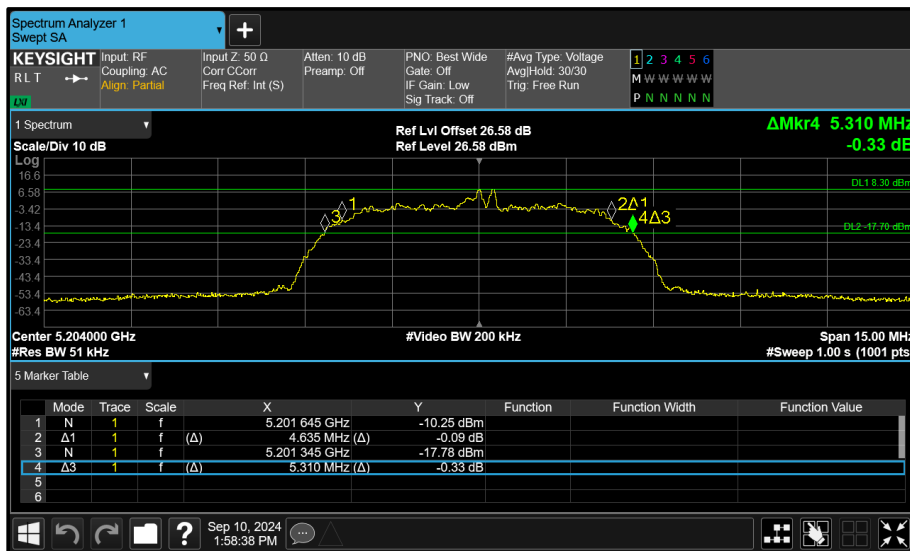 Spectrum Analyzer 1
Swept SA
KEYSIGHT
R L T
LXI
Input: RF
Coupling: AC
Align: Partial
Input Z: 50 Ω
Corr CCorr
Freq Ref: Int (S)
Atten: 10 dB
Preamp: Off
PNO: Best Wide
Gate: Off
IF Gain: Low
Sig Track: Off
#Avg Type: Voltage
Avg|Hold: 30/30
Trig: Free Run
1 2 3 4 5 6
M W W W W W
P N N N N N
1 Spectrum
Scale/Div 10 dB
Ref Lvl Offset 26.58 dB
Ref Level 26.58 dBm
ΔMkr4 5.310 MHz
-0.33 dB
Log
16.6
6.58
-3.42
-13.4
-23.4
-33.4
-43.4
-53.4
-63.4
DL1 8.30 dBm
DL2 -17.70 dBm
3
1
2Δ1
4Δ3
Center 5.204000 GHz
#Video BW 200 kHz
Span 15.00 MHz
#Res BW 51 kHz
#Sweep 1.00 s (1001 pts
5 Marker Table
Mode Trace Scale X Y Function Function Width Function Value
1 N 1 f 5.201 645 GHz -10.25 dBm
2 Δ1 1 f (Δ) 4.635 MHz (Δ) -0.09 dB
3 N 1 f 5.201 345 GHz -17.78 dBm
4 Δ3 1 f (Δ) 5.310 MHz (Δ) -0.33 dB
5
6
?
Sep 10, 2024
1:58:38 PM